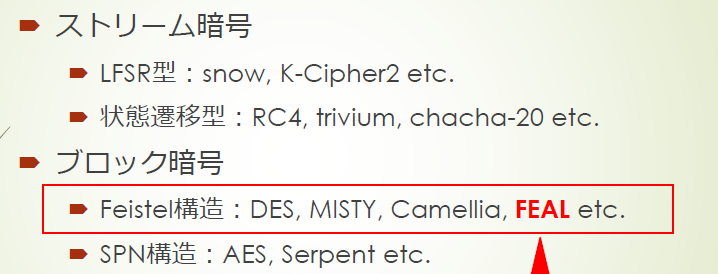 ストリーム暗号
LFSR型：snow, K-Cipher2 etc.
状態遷移型：RC4, trivium, chacha-20 etc.
ブロック暗号
Feistel構造：DES, MISTY, Camellia, FEAL etc.
SPN構造：AES, Serpent etc.